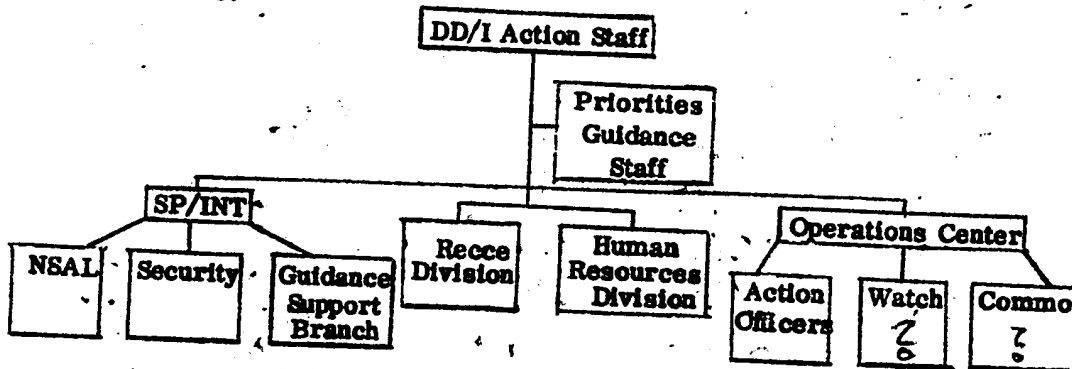 DD/I Action Staff
Priorities
Guidance
Staff
SP/INT
NSAL
Security
Guidance
Support
Branch
Recce
Division
Human
Resources
Division
Operations Center
Action
Officers
Watch
?
Commo
?